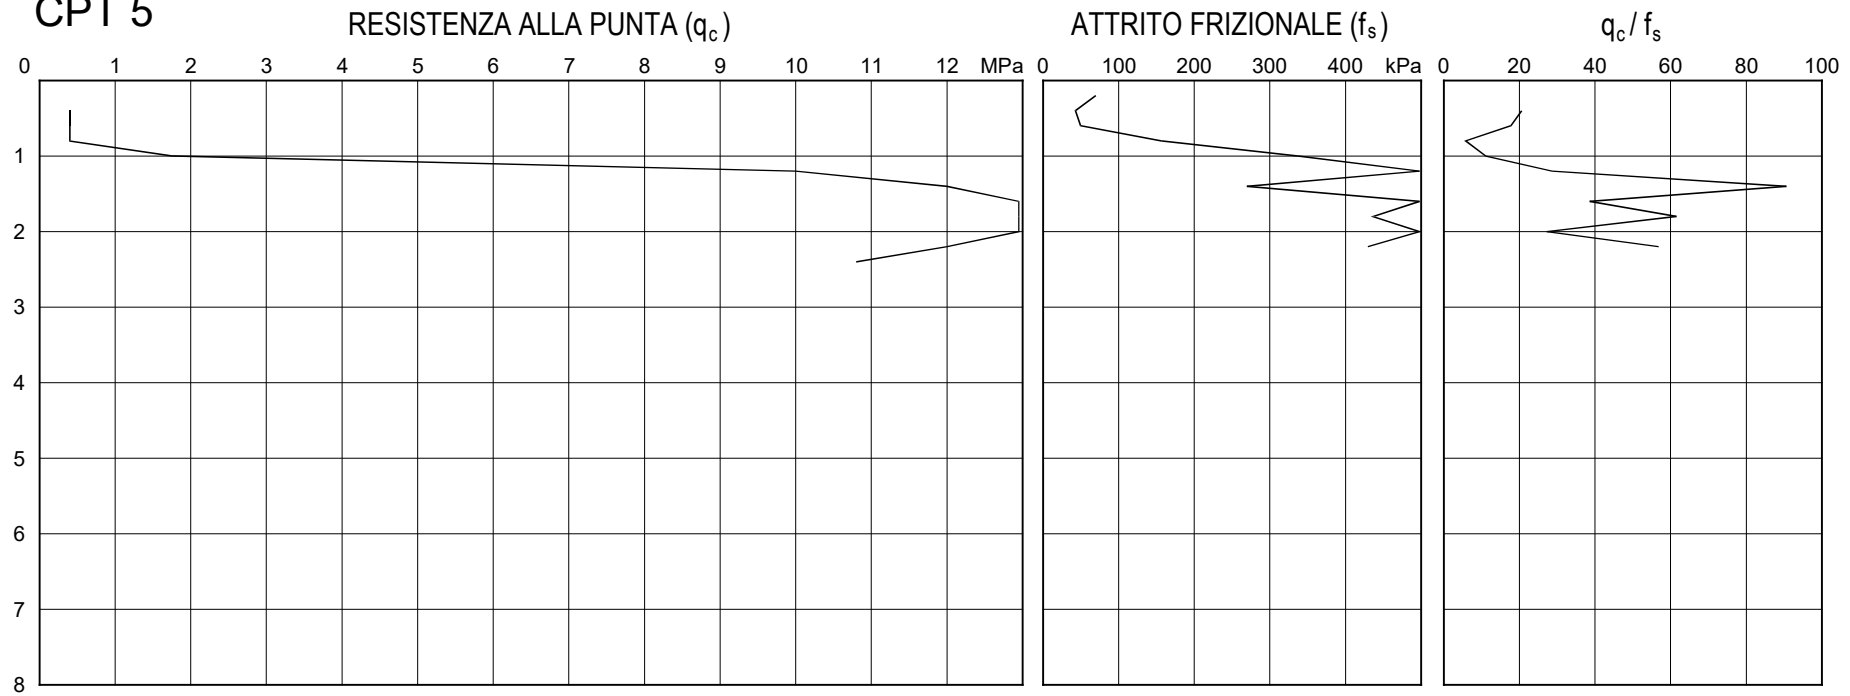 CPT 5
RESISTENZA ALLA PUNTA (qc)
ATTRITO FRIZIONALE (fs)
qc / fs
0 1 2 3 4 5 6 7 8 9 10 11 12 MPa
0 100 200 300 400 kPa
0 20 40 60 80 100
1
2
3
4
5
6
7
8